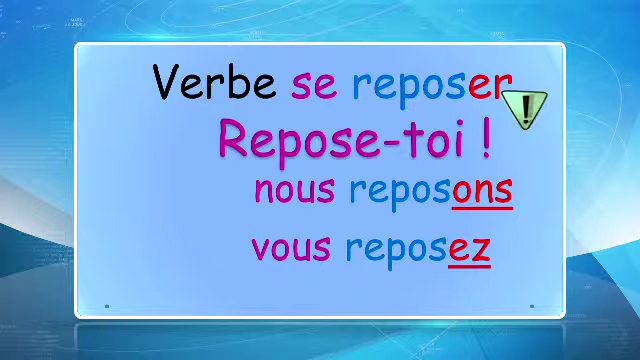 Verbe se reposer
Repose-toi !
nous reposons
vous reposez